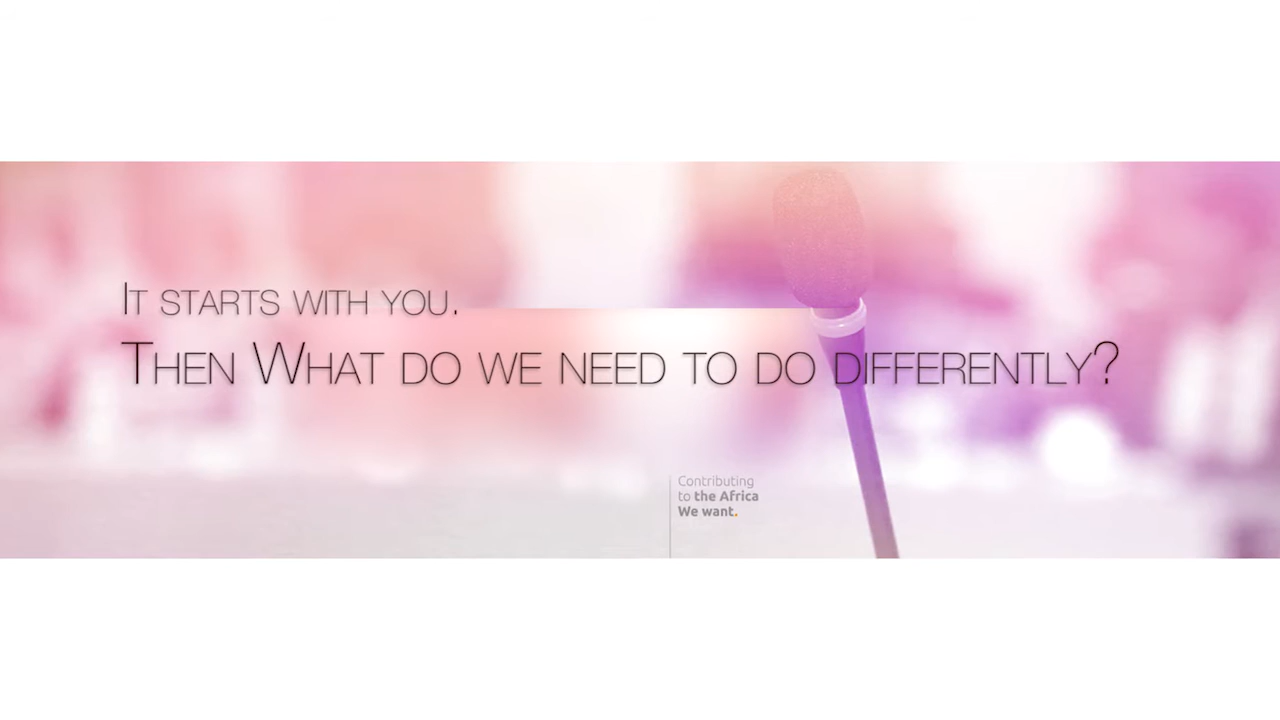 It starts with you.
Then What do we need to do differently?
Contributing
to the Africa
We want.